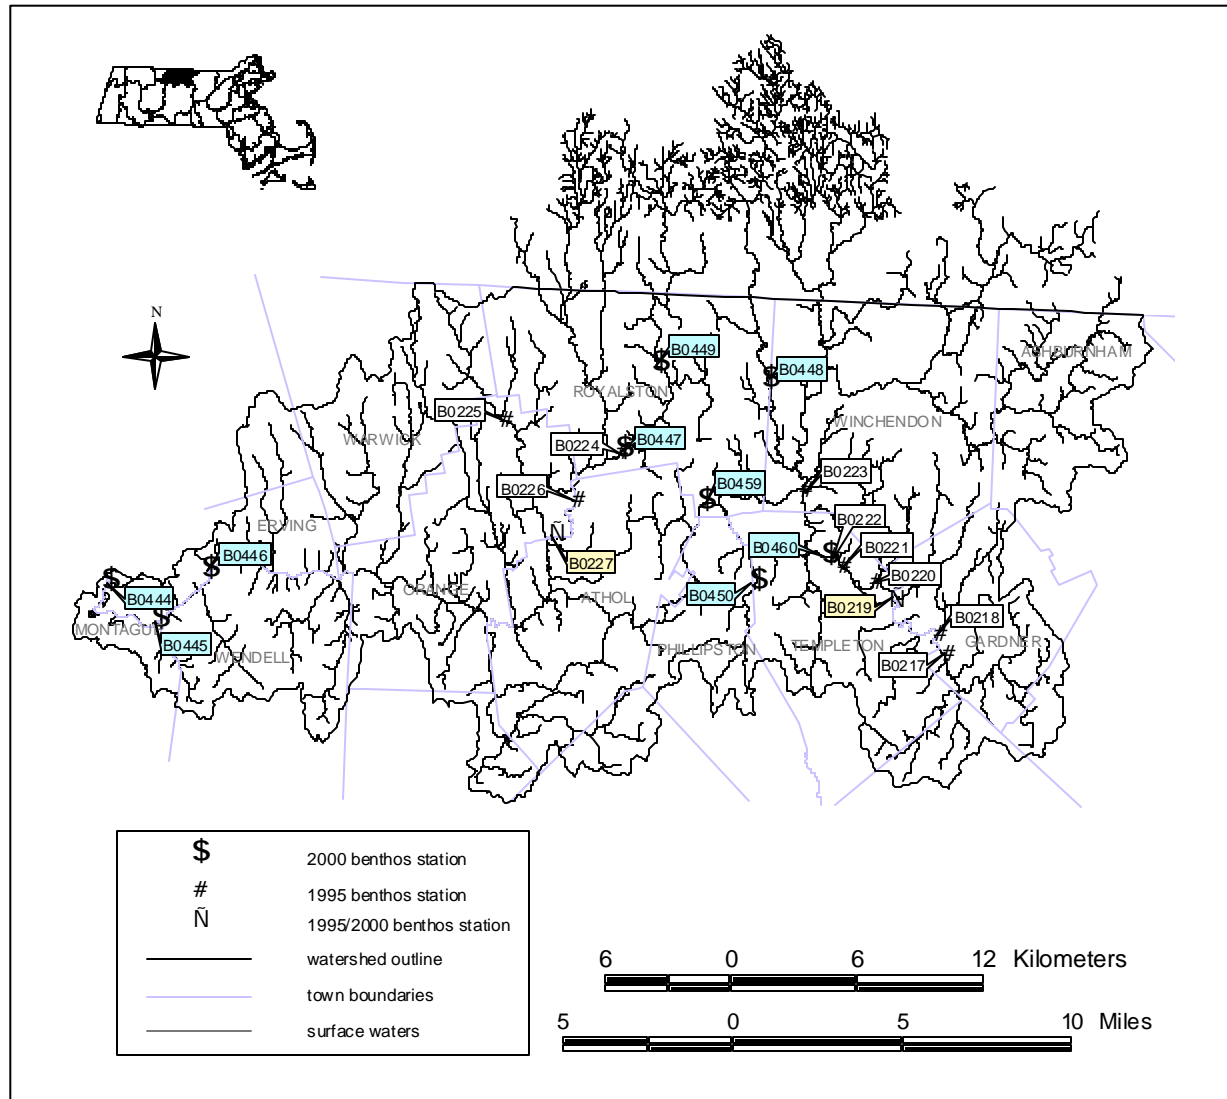 N
B0449
B0448
ASHBURNHAM
ROYALSTON
B0225
WINCHENDON
WARWICK
B0224
B0447
B0223
B0226
B0459
B0222
ERVING
B0446
B0460
B0221
B0227
B0220
ORANGE
B0450
ATHOL
B0444
B0219
B0218
MONTAGUE
B0445
WENDELL
PHILLIPSTON
TEMPLETON
GARDNER
B0217
$ 2000 benthos station
# 1995 benthos station
Ñ 1995/2000 benthos station
watershed outline
town boundaries
surface waters
6 0 6 12 Kilometers
5 0 5 10 Miles